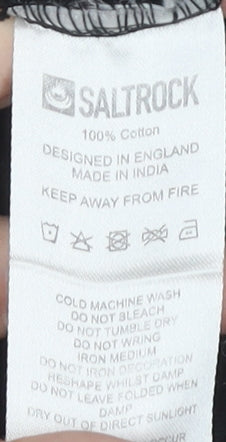 SALTROCK
100% Cotton
DESIGNED IN ENGLAND
MADE IN INDIA
KEEP AWAY FROM FIRE
COLD MACHINE WASH
DO NOT BLEACH
DO NOT TUMBLE DRY
DO NOT WRING
IRON MEDIUM
DO NOT IRON DECORATION
RESHAPE WHILST DAMP
DO NOT LEAVE FOLDED WHEN
DAMP
DRY OUT OF DIRECT SUNLIGHT
OCCUR